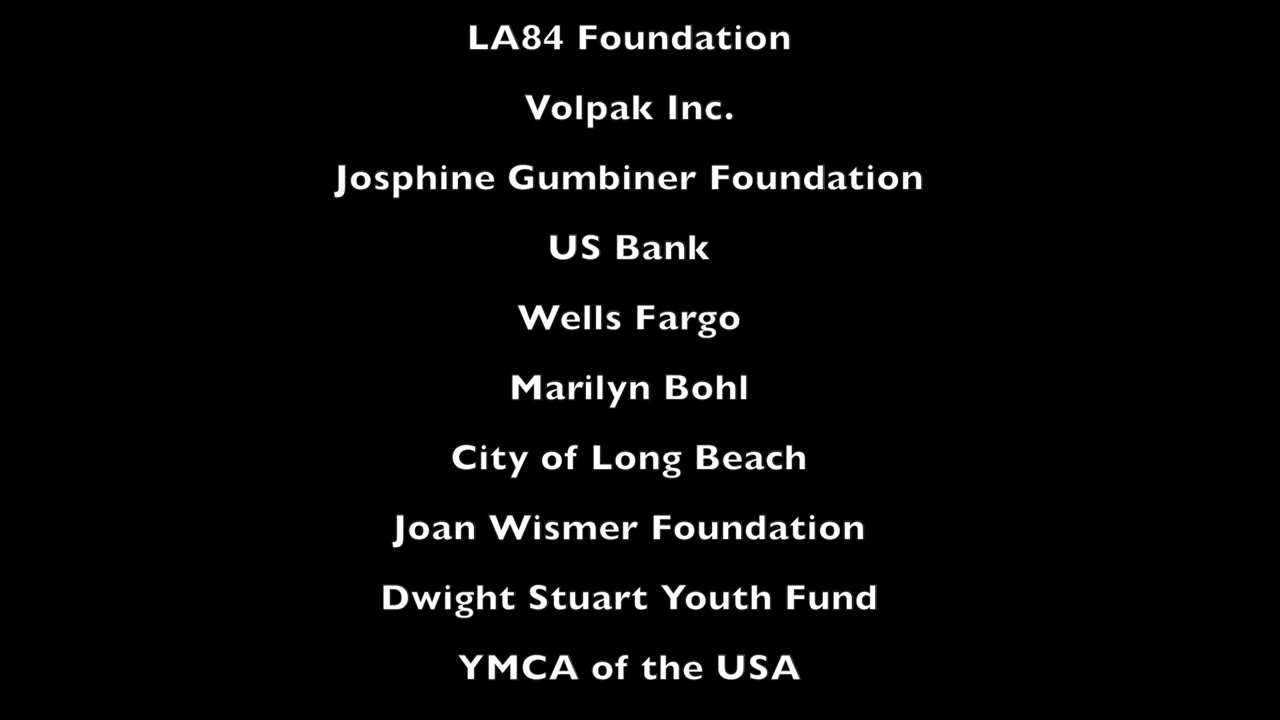 LA84 Foundation
Volpak Inc.
Josphine Gumbiner Foundation
US Bank
Wells Fargo
Marilyn Bohl
City of Long Beach
Joan Wismer Foundation
Dwight Stuart Youth Fund
YMCA of the USA